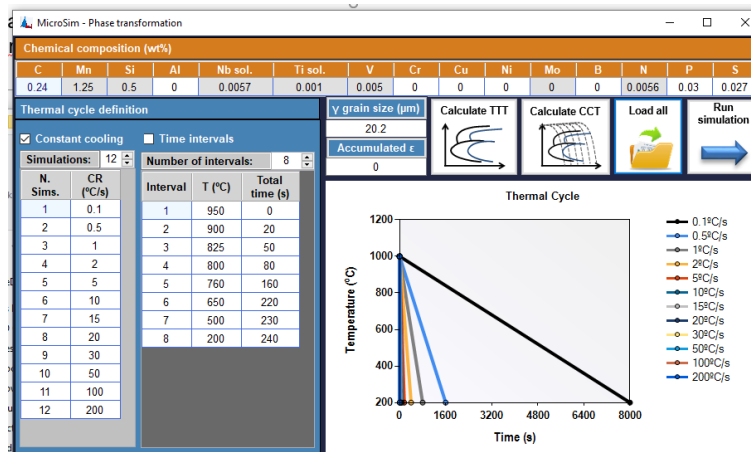 MicroSim - Phase transformation
Chemical composition (wt%)
C Mn Si Al Nb sol. Ti sol. V Cr Cu Ni Mo B N P S
0.24 1.25 0.5 0 0.0057 0.001 0.005 0 0 0 0 0 0.0056 0.03 0.027
Thermal cycle definition
Constant cooling Time intervals
Simulations: 12 Number of intervals: 8
N. Sims. CR (ºC/s)
1 0.1
2 0.5
3 1
4 2
5 5
6 10
7 15
8 20
9 30
10 50
11 100
12 200
Interval T (ºC) Total time (s)
1 950 0
2 900 20
3 825 50
4 800 80
5 760 160
6 650 220
7 500 230
8 200 240
γ grain size (µm)
20.2
Accumulated ε
0
Calculate TTT
Calculate CCT
Load all
Run
simulation
Thermal Cycle
Temperature (ºC)
1200
1000
800
600
400
200
0 1600 3200 4800 6400 8000
Time (s)
0.1ºC/s
0.5ºC/s
1ºC/s
2ºC/s
5ºC/s
10ºC/s
15ºC/s
20ºC/s
30ºC/s
50ºC/s
100ºC/s
200ºC/s